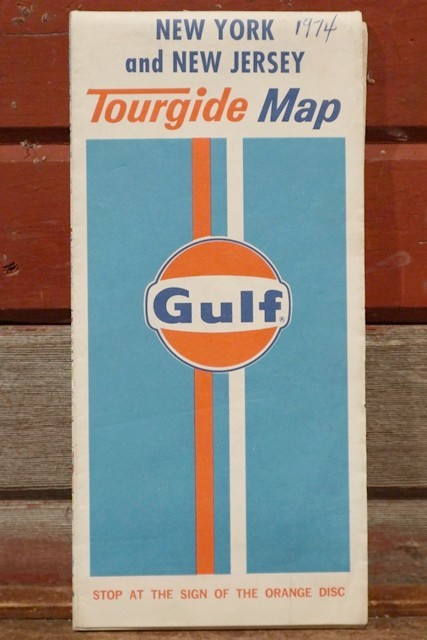 NEW YORK 1974
and NEW JERSEY
Tourgide Map
Gulf®
STOP AT THE SIGN OF THE ORANGE DISC